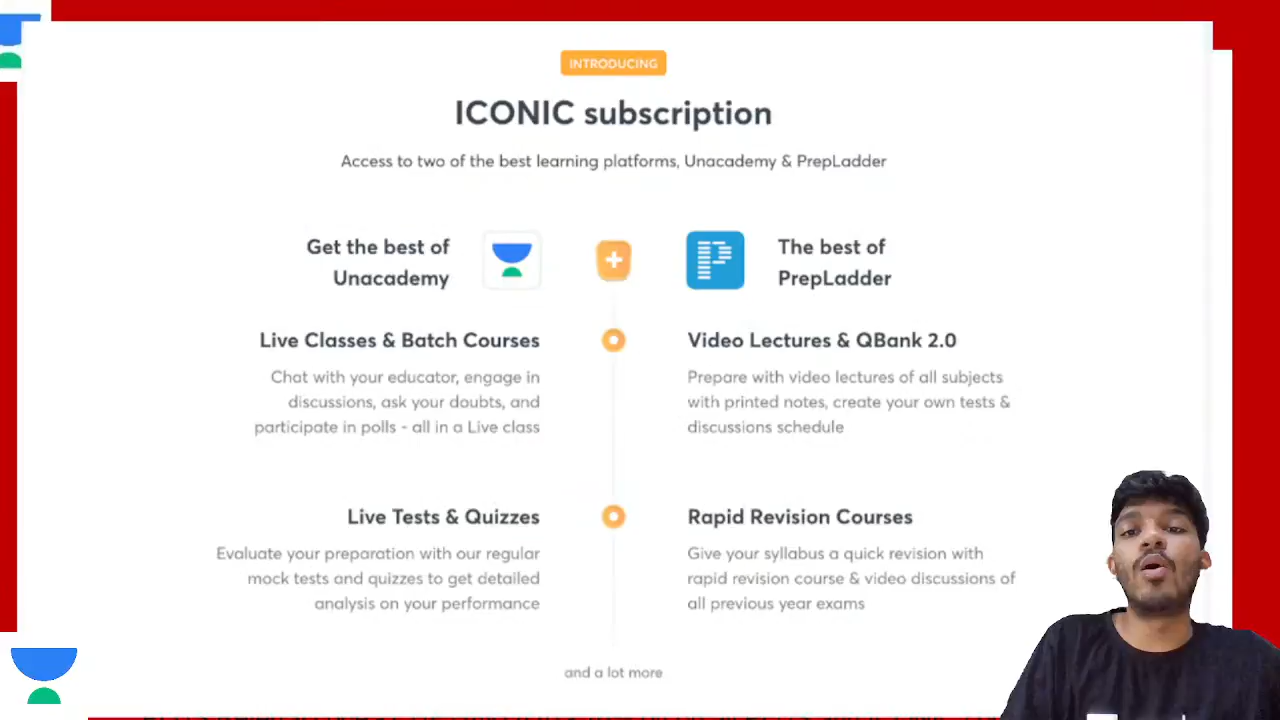 INTRODUCING
ICONIC subscription
Access to two of the best learning platforms, Unacademy & PrepLadder
Get the best of
Unacademy
The best of
PrepLadder
Live Classes & Batch Courses
Chat with your educator, engage in
discussions, ask your doubts, and
participate in polls - all in a Live class
Video Lectures & QBank 2.0
Prepare with video lectures of all subjects
with printed notes, create your own tests &
discussions schedule
Live Tests & Quizzes
Evaluate your preparation with our regular
mock tests and quizzes to get detailed
analysis on your performance
Rapid Revision Courses
Give your syllabus a quick revision with
rapid revision course & video discussions of
all previous year exams
and a lot more